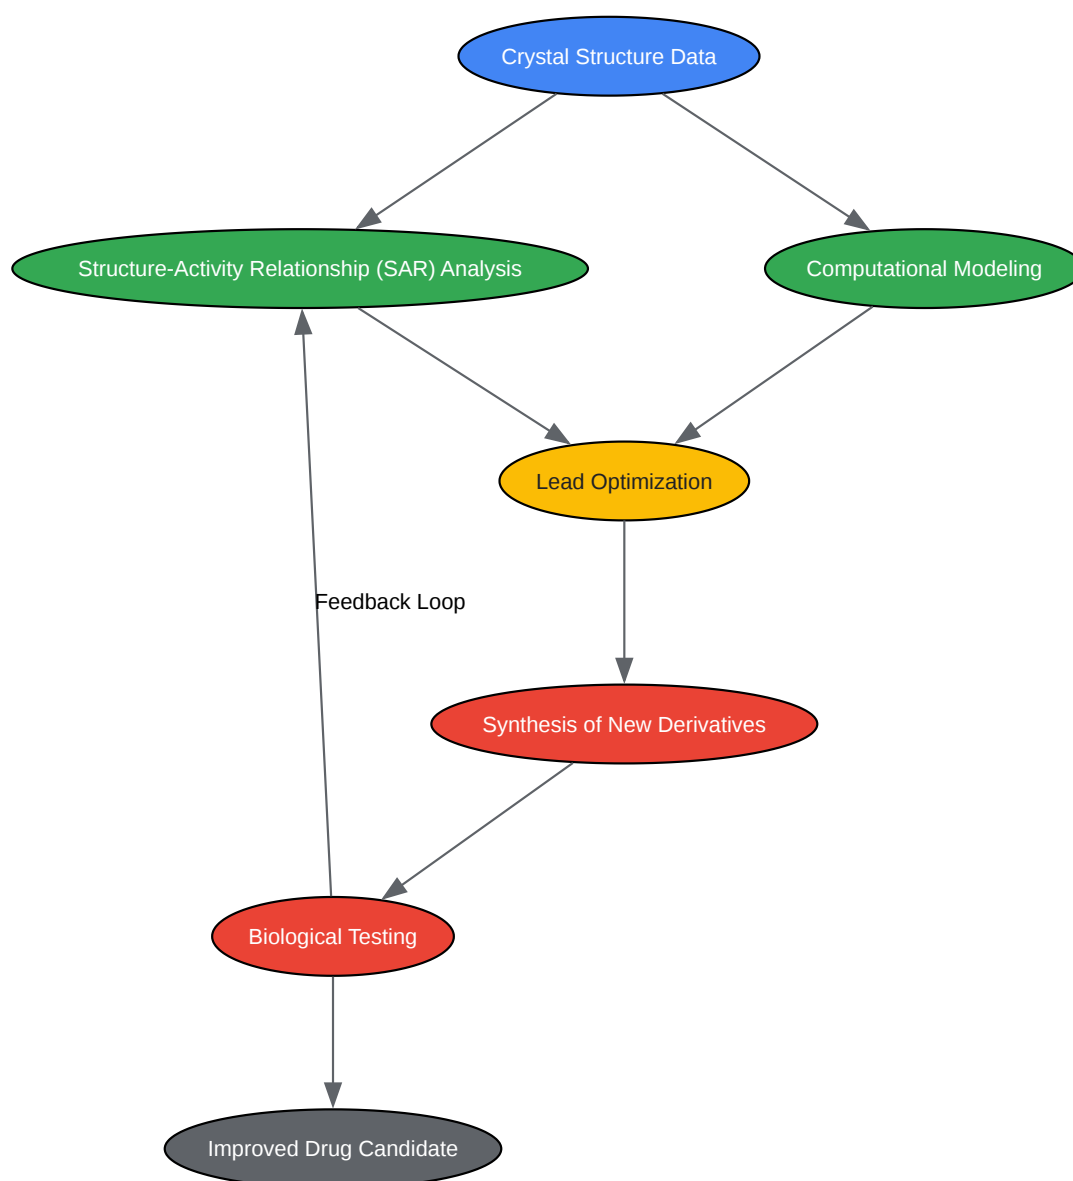 Crystal Structure Data
Structure-Activity Relationship (SAR) Analysis
Computational Modeling
Lead Optimization
Feedback Loop
Synthesis of New Derivatives
Biological Testing
Improved Drug Candidate